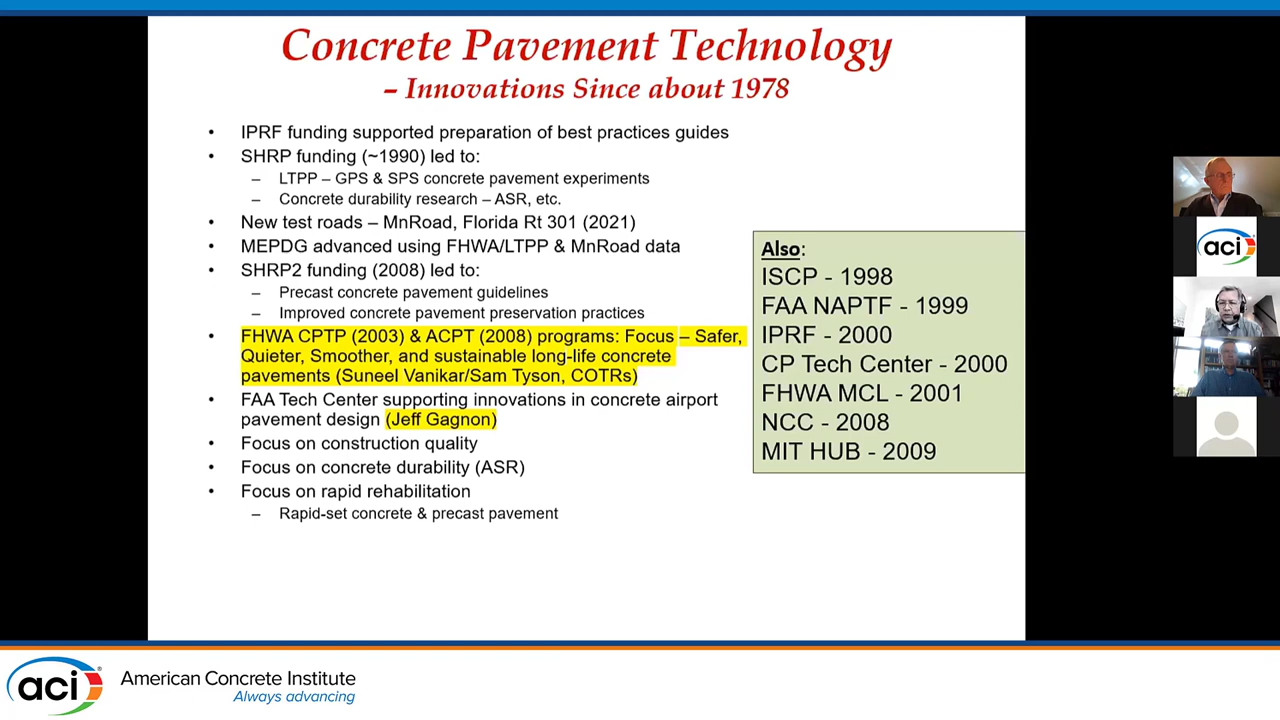 Concrete Pavement Technology
– Innovations Since about 1978
• IPRF funding supported preparation of best practices guides
• SHRP funding (~1990) led to:
– LTPP – GPS & SPS concrete pavement experiments
– Concrete durability research – ASR, etc.
• New test roads – MnRoad, Florida Rt 301 (2021)
• MEPDG advanced using FHWA/LTPP & MnRoad data
• SHRP2 funding (2008) led to:
– Precast concrete pavement guidelines
– Improved concrete pavement preservation practices
• FHWA CPTP (2003) & ACPT (2008) programs: Focus – Safer,
Quieter, Smoother, and sustainable long-life concrete
pavements (Suneel Vanikar/Sam Tyson, COTRs)
• FAA Tech Center supporting innovations in concrete airport
pavement design (Jeff Gagnon)
• Focus on construction quality
• Focus on concrete durability (ASR)
• Focus on rapid rehabilitation
– Rapid-set concrete & precast pavement
Also:
ISCP - 1998
FAA NAPTF - 1999
IPRF - 2000
CP Tech Center - 2000
FHWA MCL - 2001
NCC - 2008
MIT HUB - 2009
aci
aci®
American Concrete Institute
Always advancing